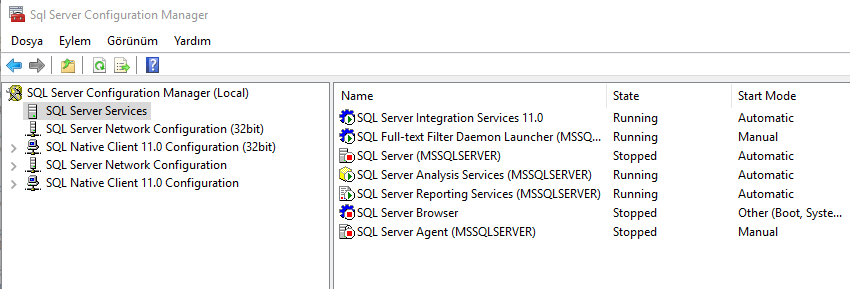 Sql Server Configuration Manager
Dosya Eylem Görünüm Yardım
SQL Server Configuration Manager (Local)
SQL Server Services
SQL Server Network Configuration (32bit)
SQL Native Client 11.0 Configuration (32bit)
SQL Server Network Configuration
SQL Native Client 11.0 Configuration
Name State Start Mode
SQL Server Integration Services 11.0 Running Automatic
SQL Full-text Filter Daemon Launcher (MSSQ... Running Manual
SQL Server (MSSQLSERVER) Stopped Automatic
SQL Server Analysis Services (MSSQLSERVER) Running Automatic
SQL Server Reporting Services (MSSQLSERVER) Running Automatic
SQL Server Browser Stopped Other (Boot, Syste...
SQL Server Agent (MSSQLSERVER) Stopped Manual